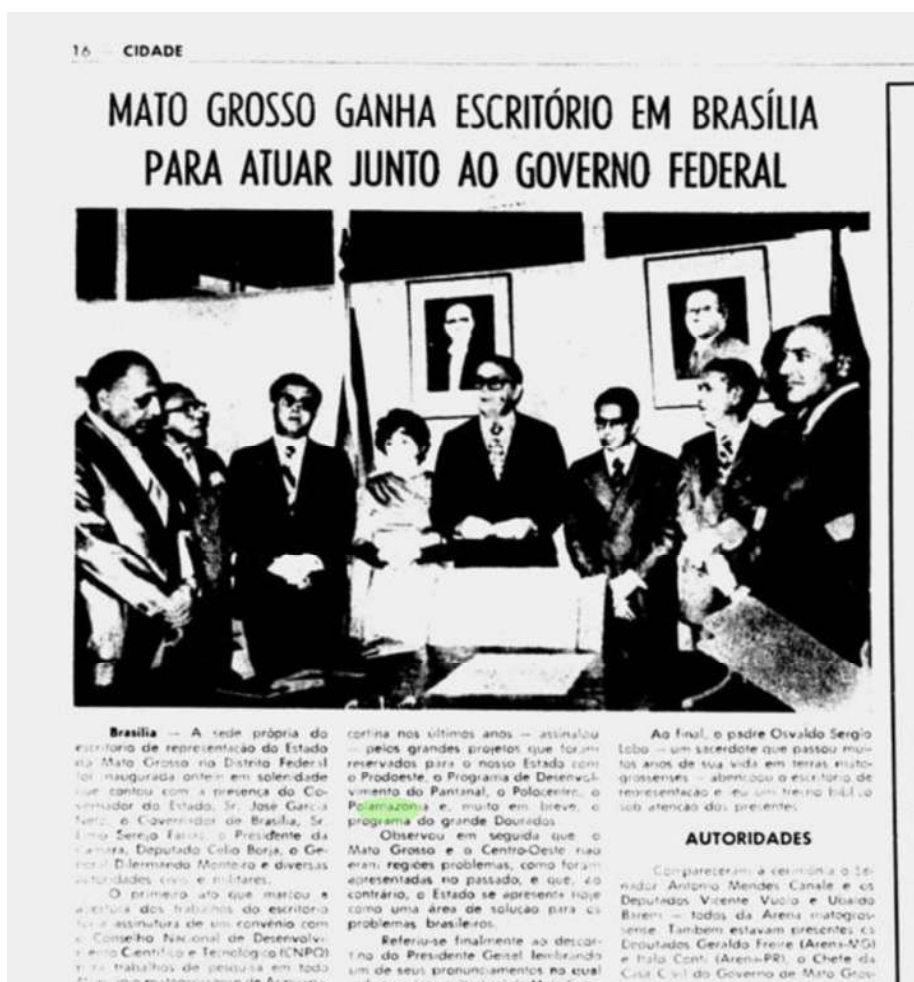 16 CIDADE
MATO GROSSO GANHA ESCRITÓRIO EM BRASÍLIA
PARA ATUAR JUNTO AO GOVERNO FEDERAL
Brasília — A sede própria do
escritório de representação do Estado
de Mato Grosso no Distrito Federal
foi inaugurada ontem em solenidade
que contou com a presença do Go-
vernador do Estado, Sr. José Garcia
Neto, o Governador de Brasília, Sr.
Elmo Serejo Farias, o Presidente da
Câmara, Deputado Célio Borja, o Ge-
neral Dilermando Monteiro e diversas
autoridades civis e militares.
O primeiro ato que marcou a
abertura dos trabalhos do escritório
foi a assinatura de um convênio com
o Conselho Nacional de Desenvolvi-
mento Científico e Tecnológico (CNPQ)
para trabalhos de pesquisa em todo
cortina nos últimos anos — assinalou
— pelos grandes projetos que foram
reservados para o nosso Estado com
o Prodoeste, o Programa de Desenvol-
vimento do Pantanal, o Polocentro, o
Polamazonia e, muito em breve, o
programa do grande Dourados
Observou em seguida que o
Mato Grosso e o Centro-Oeste não
eram regiões problemas, como foram
apresentadas no passado, e que, ao
contrário, o Estado se apresenta hoje
como uma área de solução para os
problemas brasileiros.
Referiu-se finalmente ao descor-
tino do Presidente Geisel lembrando
um de seus pronunciamentos no qual
Ao final, o padre Osvaldo Sergio
Lobo — um sacerdote que passou mui-
tos anos de sua vida em terras mato-
grossenses — abençoou o escritório de
representação e leu um trecho bíblico
sob atenção dos presentes
AUTORIDADES
Compareceram à cerimônia o Se-
nador Antonio Mendes Canale e os
Deputados Vicente Vuolo e Ubaldo
Barem — todos da Arena matogros-
sense. Também estavam presentes os
Deputados Geraldo Freire (Arena-MG)
e Italo Conti (Arena-PR), o Chefe da
Casa Civil do Governo de Mato Gros-